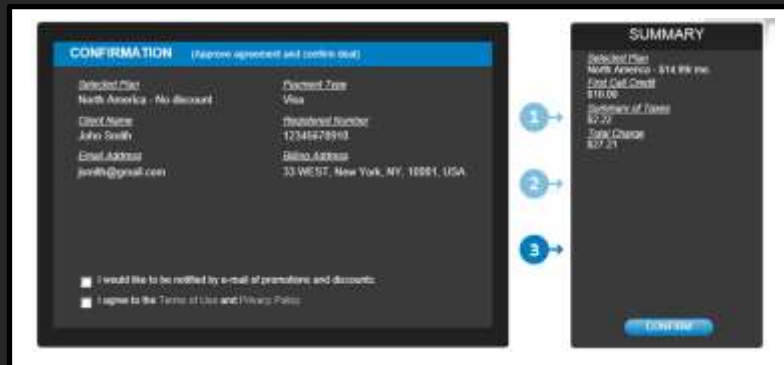 CONFIRMATION (Approve agreement and confirm deal)
Selected Plan
North America - No discount
Payment Type
Visa
Client Name
John Smith
Registered Number
12345678910
Email Address
jsmith@gmail.com
Billing Address
33 WEST, New York, NY, 10001, USA
I would like to be notified by e-mail of promotions and discounts
I agree to the Terms of Use and Privacy Policy
1
2
3
SUMMARY
Selected Plan
North America - $14.99/ mo.
First Call Credit
$10.00
Summary of Taxes
$2.22
Total Charge
$27.21
CONFIRM